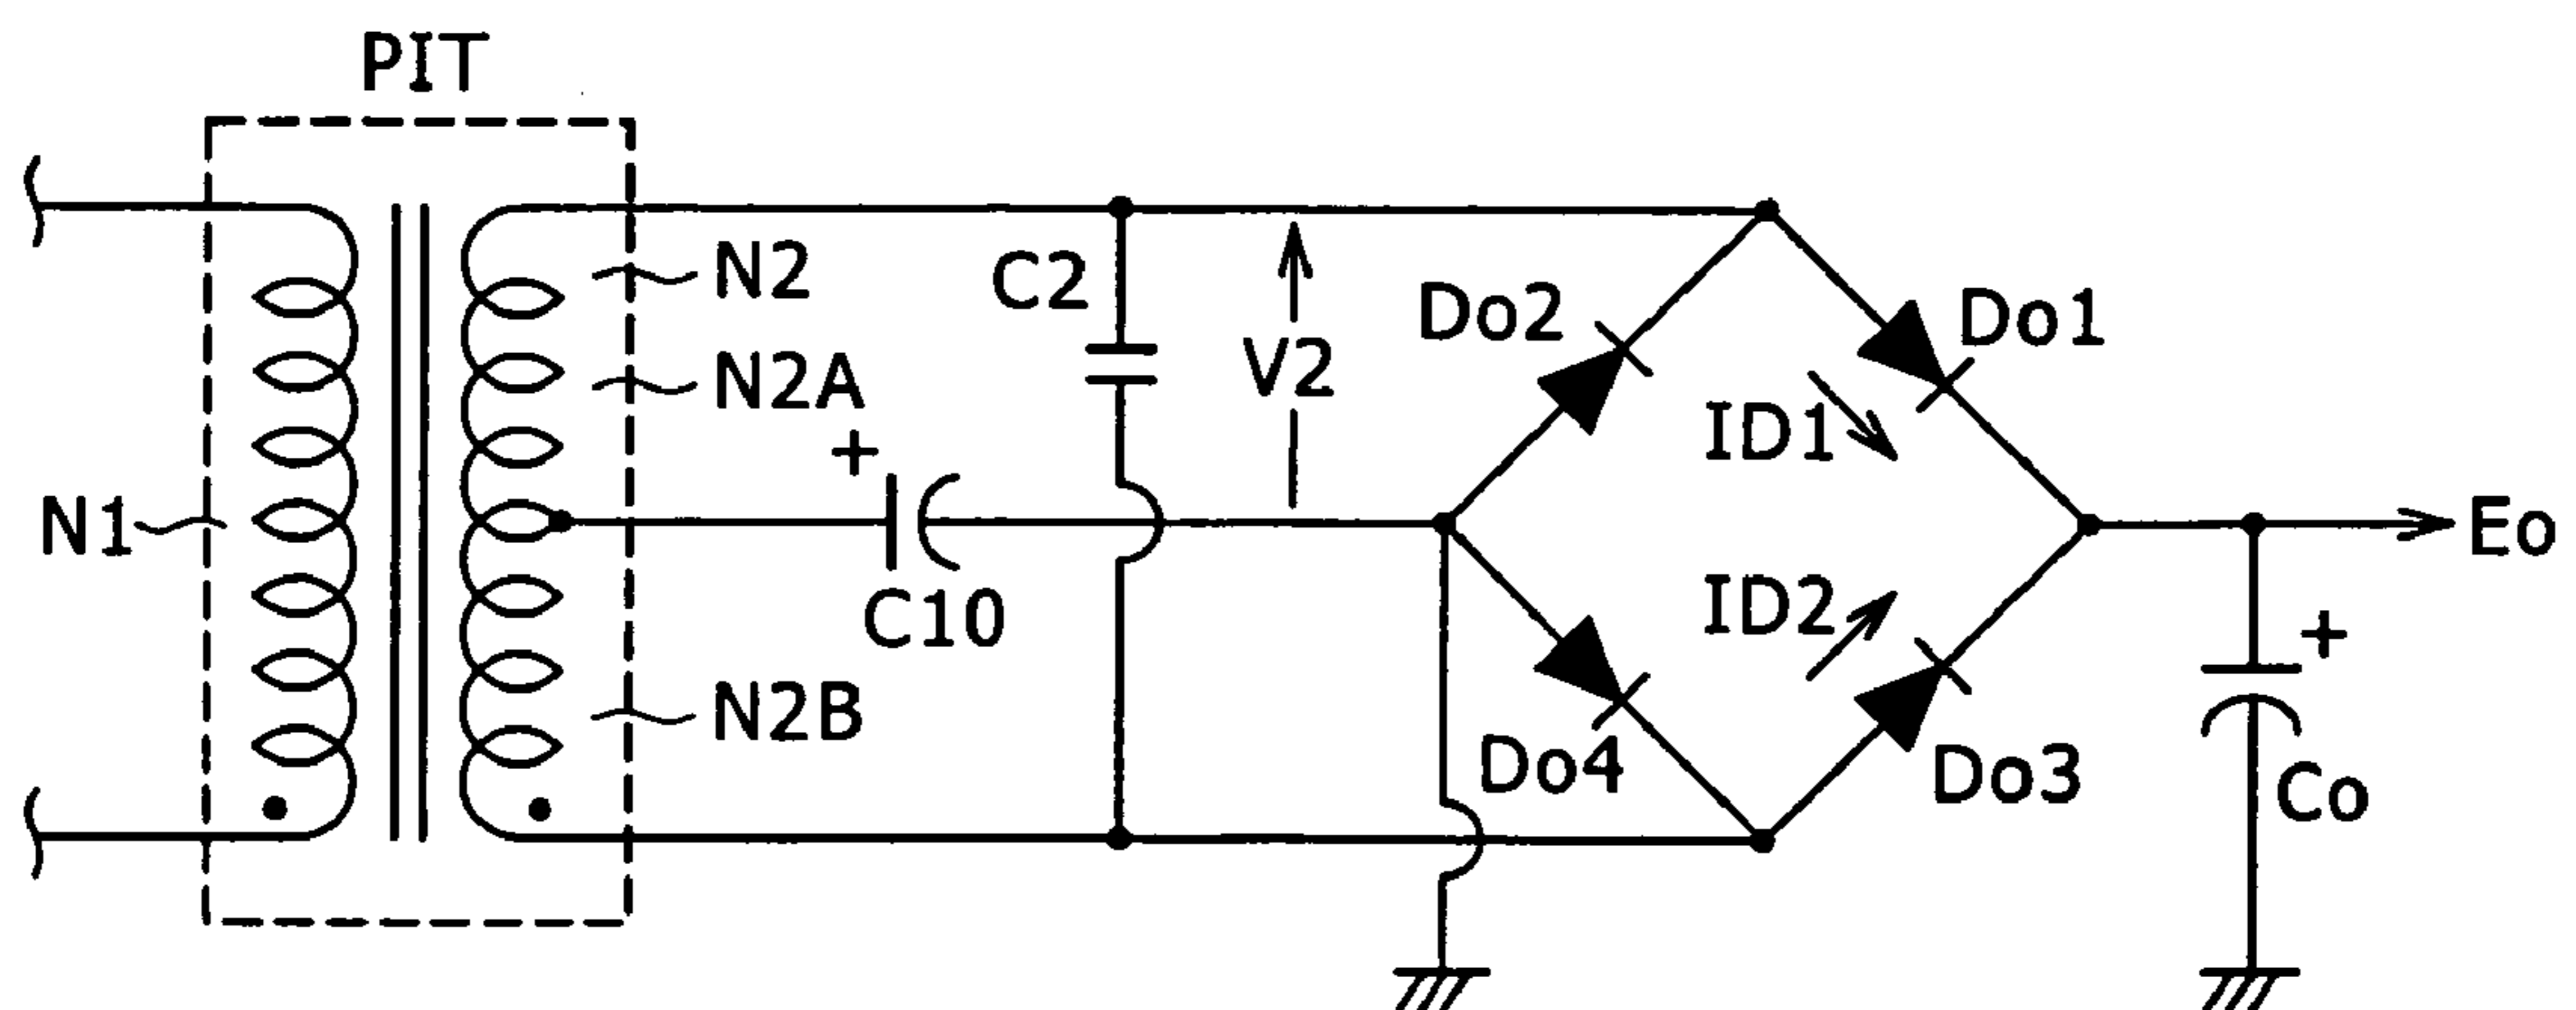 PIT
N2
C2
Do2
Do1
V2
N2A
ID1
+
N1
Eo
C10
ID2
+
N2B
Do4
Do3
Co